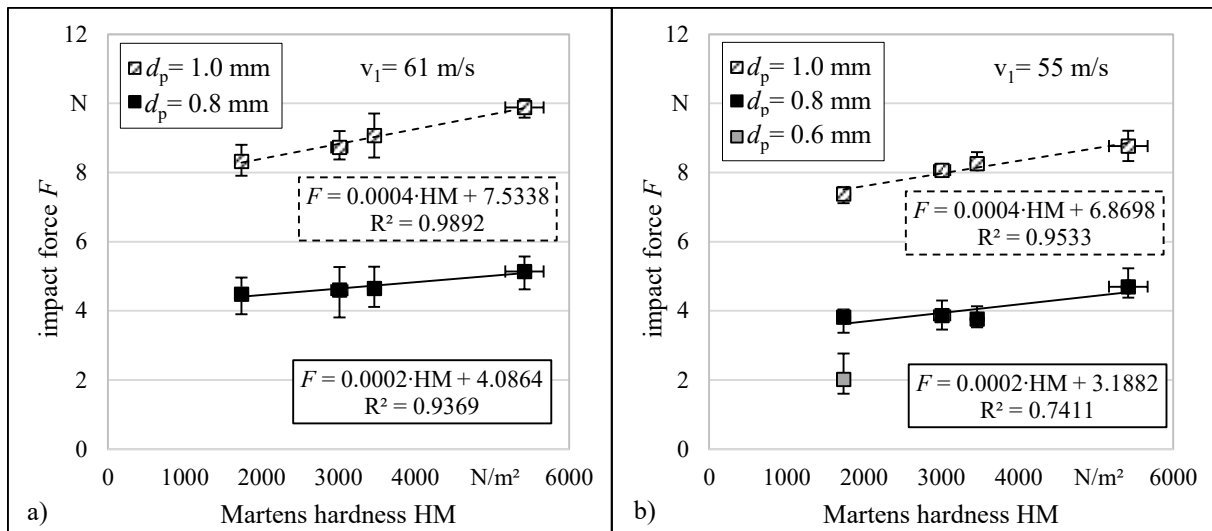 12
N
8
6
4
2
0
impact force F
dp= 1.0 mm
dp= 0.8 mm
v1= 61 m/s
F = 0.0004·HM + 7.5338
R² = 0.9892
F = 0.0002·HM + 4.0864
R² = 0.9369
0 1000 2000 3000 4000 N/m² 6000
Martens hardness HM
a)
12
N
8
6
4
2
0
impact force F
dp= 1.0 mm
dp= 0.8 mm
dp= 0.6 mm
v1= 55 m/s
F = 0.0004·HM + 6.8698
R² = 0.9533
F = 0.0002·HM + 3.1882
R² = 0.7411
0 1000 2000 3000 4000 N/m² 6000
Martens hardness HM
b)